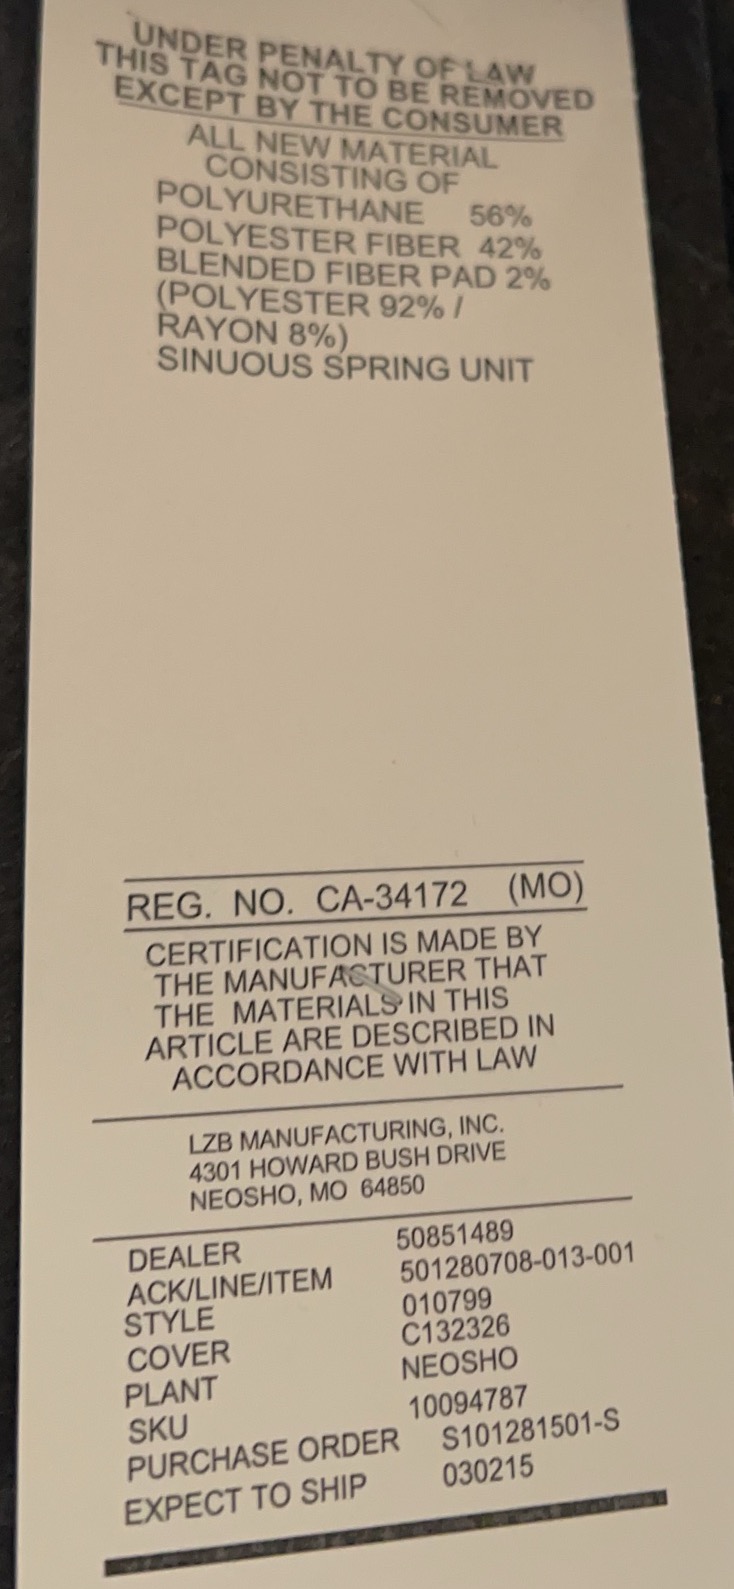 UNDER PENALTY OF LAW
THIS TAG NOT TO BE REMOVED
EXCEPT BY THE CONSUMER
ALL NEW MATERIAL
CONSISTING OF
POLYURETHANE 56%
POLYESTER FIBER 42%
BLENDED FIBER PAD 2%
(POLYESTER 92% /
RAYON 8%)
SINUOUS SPRING UNIT
REG. NO. CA-34172 (MO)
CERTIFICATION IS MADE BY
THE MANUFACTURER THAT
THE MATERIALS IN THIS
ARTICLE ARE DESCRIBED IN
ACCORDANCE WITH LAW
LZB MANUFACTURING, INC.
4301 HOWARD BUSH DRIVE
NEOSHO, MO 64850
DEALER 50851489
ACK/LINE/ITEM 501280708-013-001
STYLE 010799
COVER C132326
PLANT NEOSHO
SKU 10094787
PURCHASE ORDER S101281501-S
EXPECT TO SHIP 030215